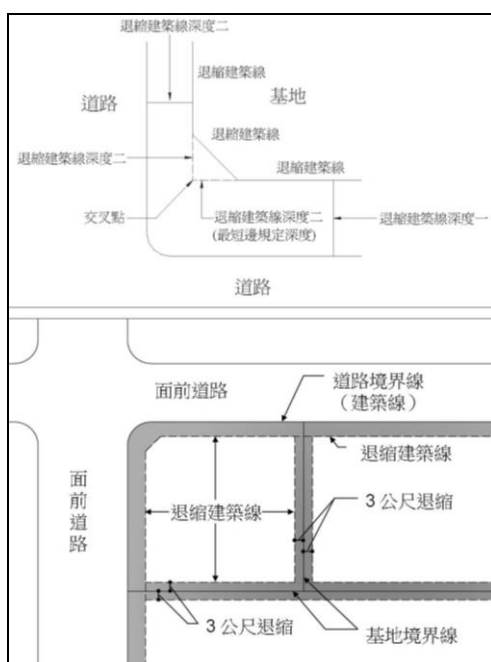 退縮建築線深度二
退縮建築線
道路
基地
退縮建築線
退縮建築線深度二
退縮建築線
交叉點
退縮建築線深度二
(最短邊規定深度)
退縮建築線深度一
道路
面前道路
道路境界線
(建築線)
面前道路
退縮建築線
退縮建築線
3 公尺退縮
3 公尺退縮
基地境界線